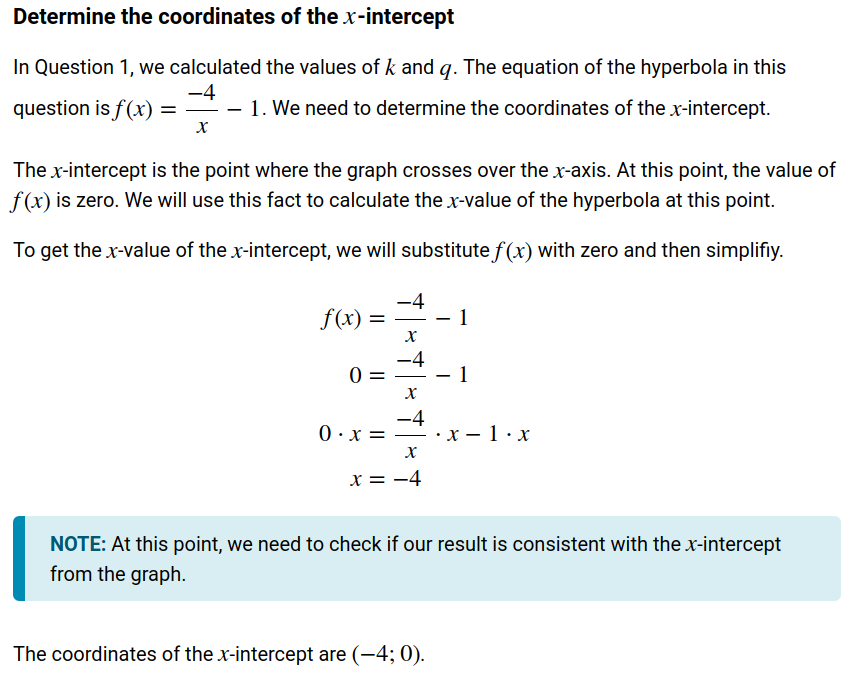 Determine the coordinates of the x-intercept
In Question 1, we calculated the values of k and q. The equation of the hyperbola in this
question is f(x) = \frac{−4}{x} − 1. We need to determine the coordinates of the x-intercept.
The x-intercept is the point where the graph crosses over the x-axis. At this point, the value of
f(x) is zero. We will use this fact to calculate the x-value of the hyperbola at this point.
To get the x-value of the x-intercept, we will substitute f(x) with zero and then simplifiy.
f(x) = \frac{−4}{x} − 1
0 = \frac{−4}{x} − 1
0 · x = \frac{−4}{x} · x − 1 · x
x = −4
NOTE: At this point, we need to check if our result is consistent with the x-intercept
from the graph.
The coordinates of the x-intercept are (−4; 0).